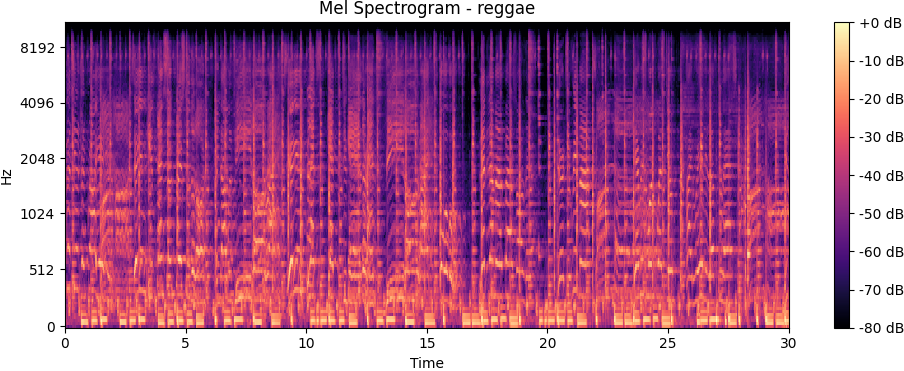 Mel Spectrogram - reggae
Hz
8192
4096
2048
1024
512
0
0 5 10 15 20 25 30
Time
+0 dB
-10 dB
-20 dB
-30 dB
-40 dB
-50 dB
-60 dB
-70 dB
-80 dB